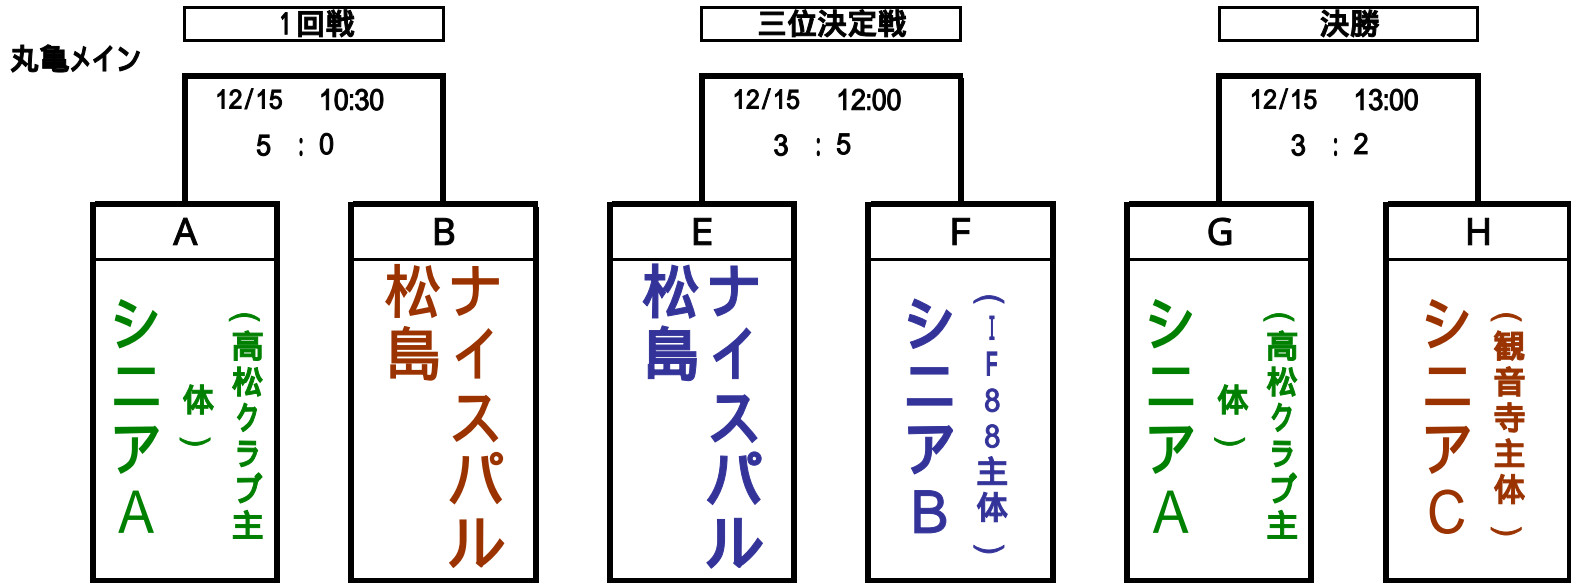 1回戦
三位決定戦
決勝
丸亀メイン
12/15 10:30
5 : 0
12/15 12:00
3 : 5
12/15 13:00
3 : 2
A
B
E
F
G
H
(高松クラブ主
体)
シニアA
ナイスパル
松島
ナイスパル
松島
(IF88主体)
シニアB
(高松クラブ主
体)
シニアA
(観音寺主体)
シニアC